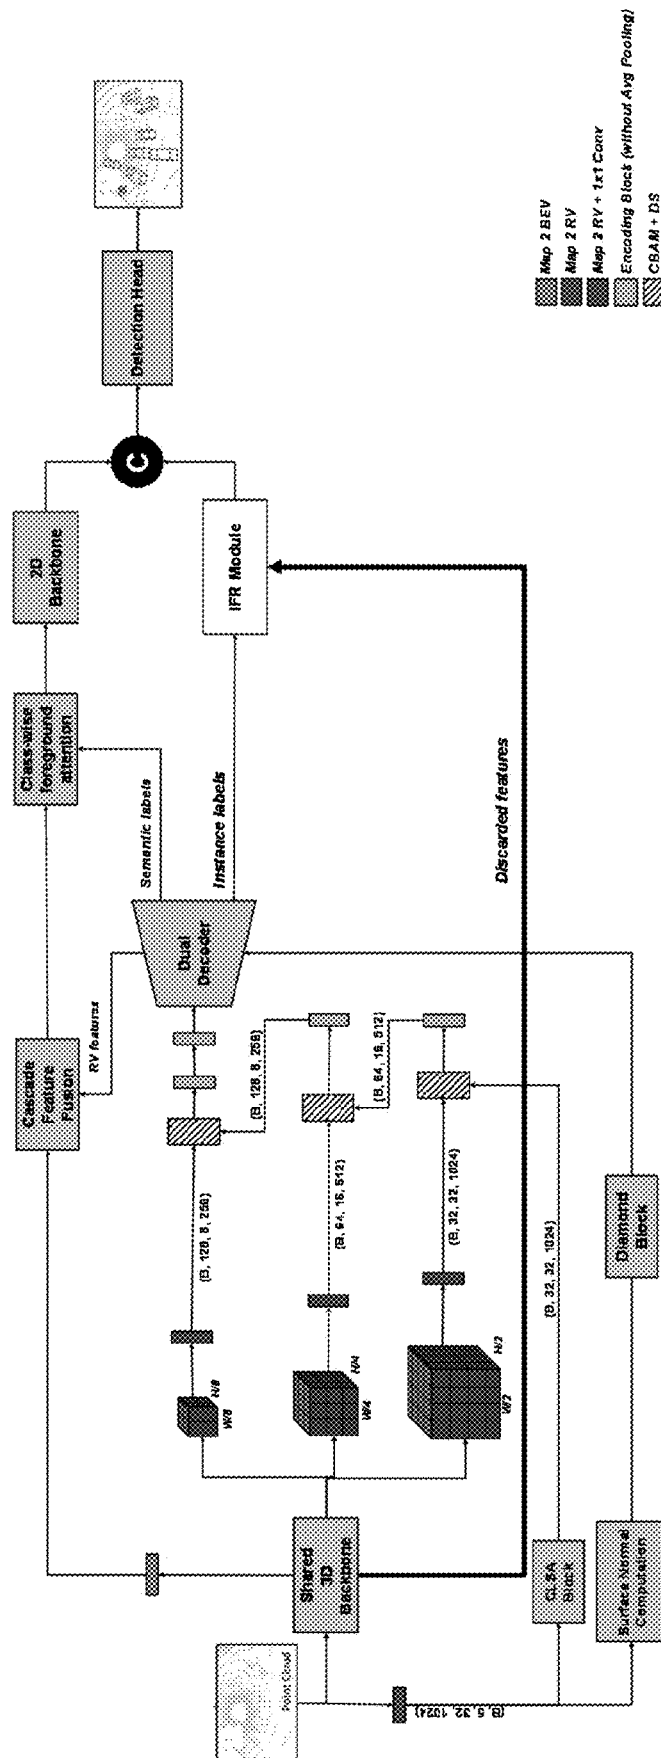 Point Cloud
(B, 5, 32, 1024)
Shared
3D
Backbone
CLSA
Block
Surface Normal
Computation
W/8
H/8
W/4
H/4
W/2
H/2
(B, 128, 8, 256)
(B, 64, 16, 512)
(B, 32, 32, 1024)
(B, 32, 32, 1024)
Diamond
Block
(B, 128, 8, 256)
(B, 64, 16, 512)
Cascade
Feature
Fusion
RV features
Dual
Decoder
Semantic labels
Instance labels
Discarded features
Class-wise
foreground
attention
2D
Backbone
IFR Module
C
Detection Head
Map 2 BEV
Map 2 RV
Map 2 RV + 1x1 Conv
Encoding Block (without Avg Pooling)
CBAM + DS